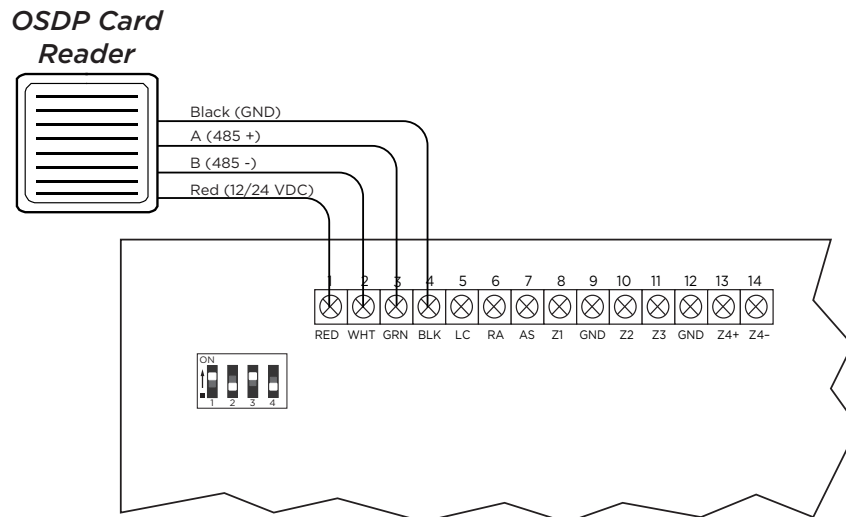 OSDP Card
Reader
Black (GND)
A (485 +)
B (485 -)
Red (12/24 VDC)
1 2 3 4 5 6 7 8 9 10 11 12 13 14
RED WHT GRN BLK LC RA AS Z1 GND Z2 Z3 GND Z4+ Z4-
ON
1 2 3 4